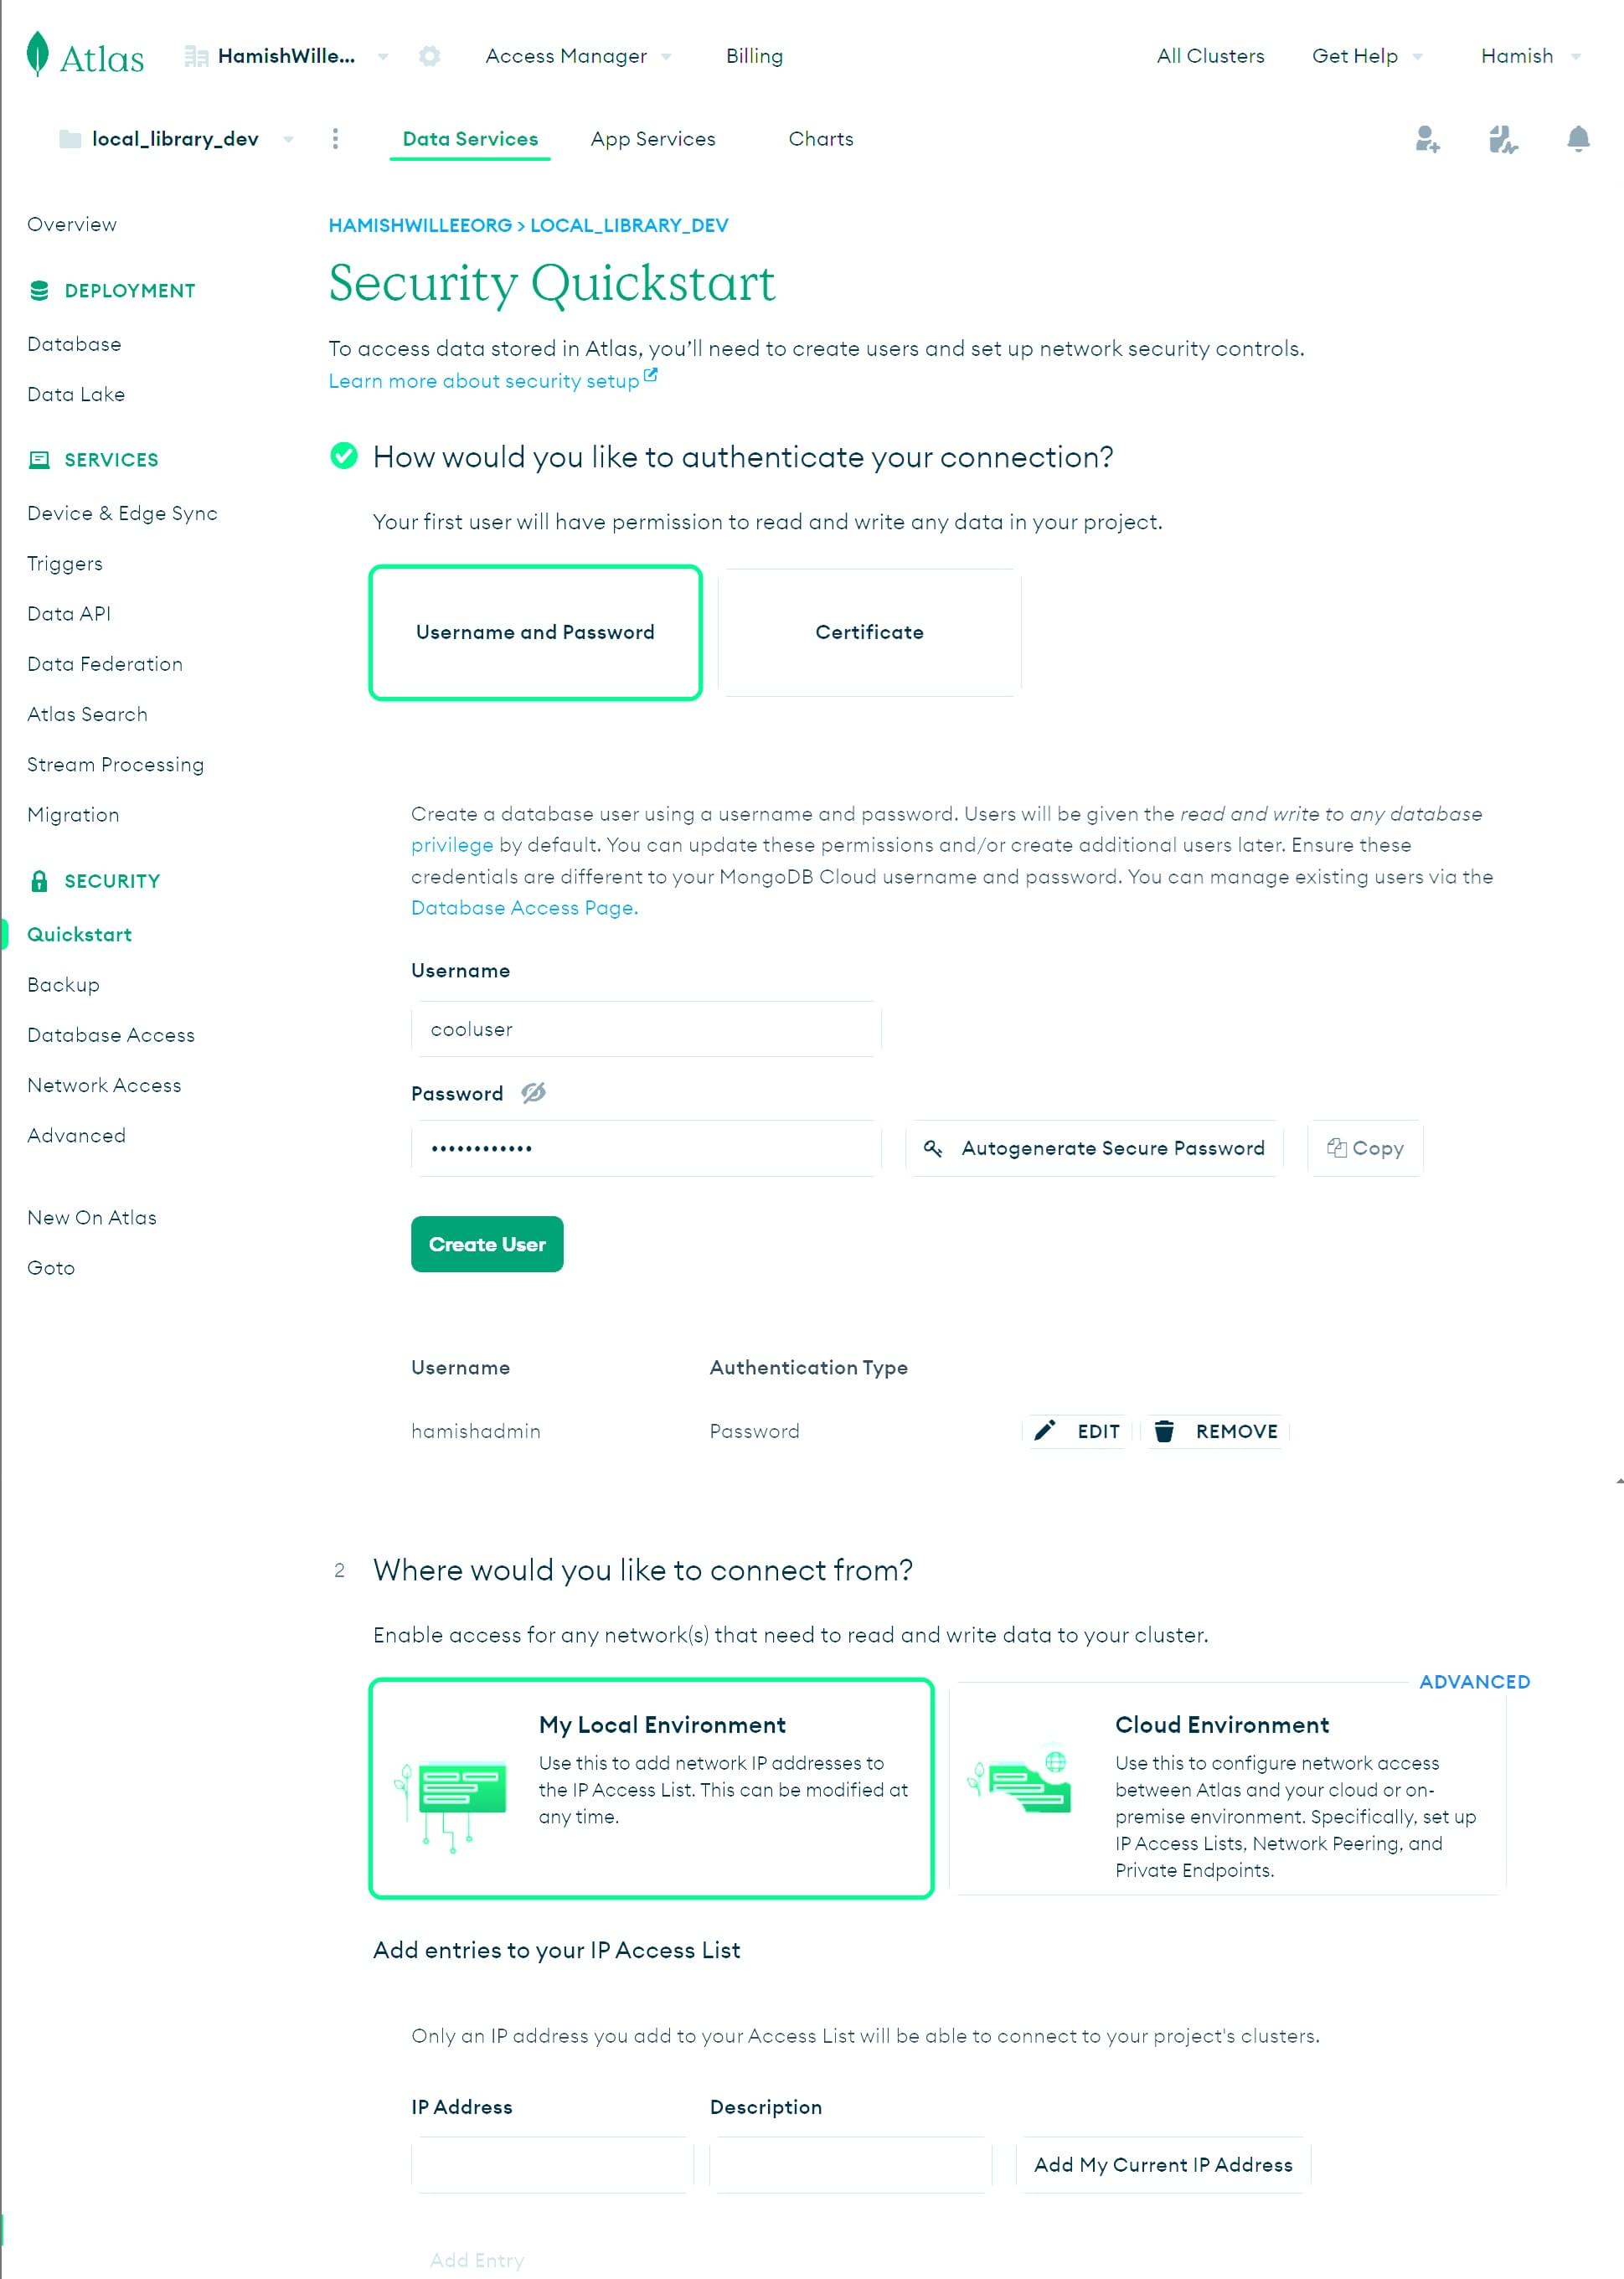 Atlas
HamishWille...
Access Manager
Billing
All Clusters
Get Help
Hamish
local_library_dev
Data Services
App Services
Charts
Overview
DEPLOYMENT
Database
Data Lake
SERVICES
Device & Edge Sync
Triggers
Data API
Data Federation
Atlas Search
Stream Processing
Migration
SECURITY
Quickstart
Backup
Database Access
Network Access
Advanced
New On Atlas
Goto
HAMISHWILLEEORG > LOCAL_LIBRARY_DEV
Security Quickstart
To access data stored in Atlas, you’ll need to create users and set up network security controls.
Learn more about security setup
How would you like to authenticate your connection?
Your first user will have permission to read and write any data in your project.
Username and Password
Certificate
Create a database user using a username and password. Users will be given the read and write to any database
privilege by default. You can update these permissions and/or create additional users later. Ensure these
credentials are different to your MongoDB Cloud username and password. You can manage existing users via the
Database Access Page.
Username
cooluser
Password
••••••••••••
Autogenerate Secure Password
Copy
Create User
Username
Authentication Type
hamishadmin
Password
EDIT
REMOVE
2
Where would you like to connect from?
Enable access for any network(s) that need to read and write data to your cluster.
My Local Environment
Use this to add network IP addresses to
the IP Access List. This can be modified at
any time.
ADVANCED
Cloud Environment
Use this to configure network access
between Atlas and your cloud or on-
premise environment. Specifically, set up
IP Access Lists, Network Peering, and
Private Endpoints.
Add entries to your IP Access List
Only an IP address you add to your Access List will be able to connect to your project's clusters.
IP Address
Description
Add My Current IP Address
Add Entry